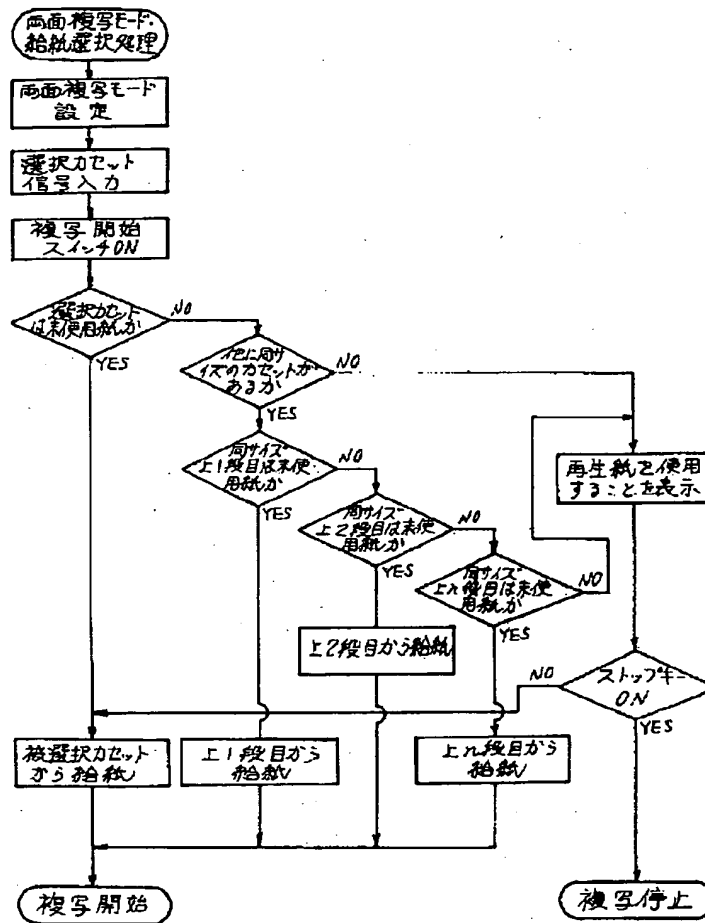 両面複写モード・
給紙選択処理
両面複写モード
設定
選択カセット
信号入力
複写開始
スイッチON
選択カセット
は未使用紙か
NO
YES
他に同サ
イズのカセットが
あるか
NO
YES
同サイズ
上1段目は未使
用紙か
NO
YES
同サイズ
上2段目は未使
用紙か
NO
YES
同サイズ
上n段目は未使
用紙か
NO
YES
再生紙を使用
することを表示
上2段目から給紙
ストップキー
ON
NO
YES
被選択カセット
から給紙
上1段目から
給紙
上n段目から
給紙
複写開始
複写停止